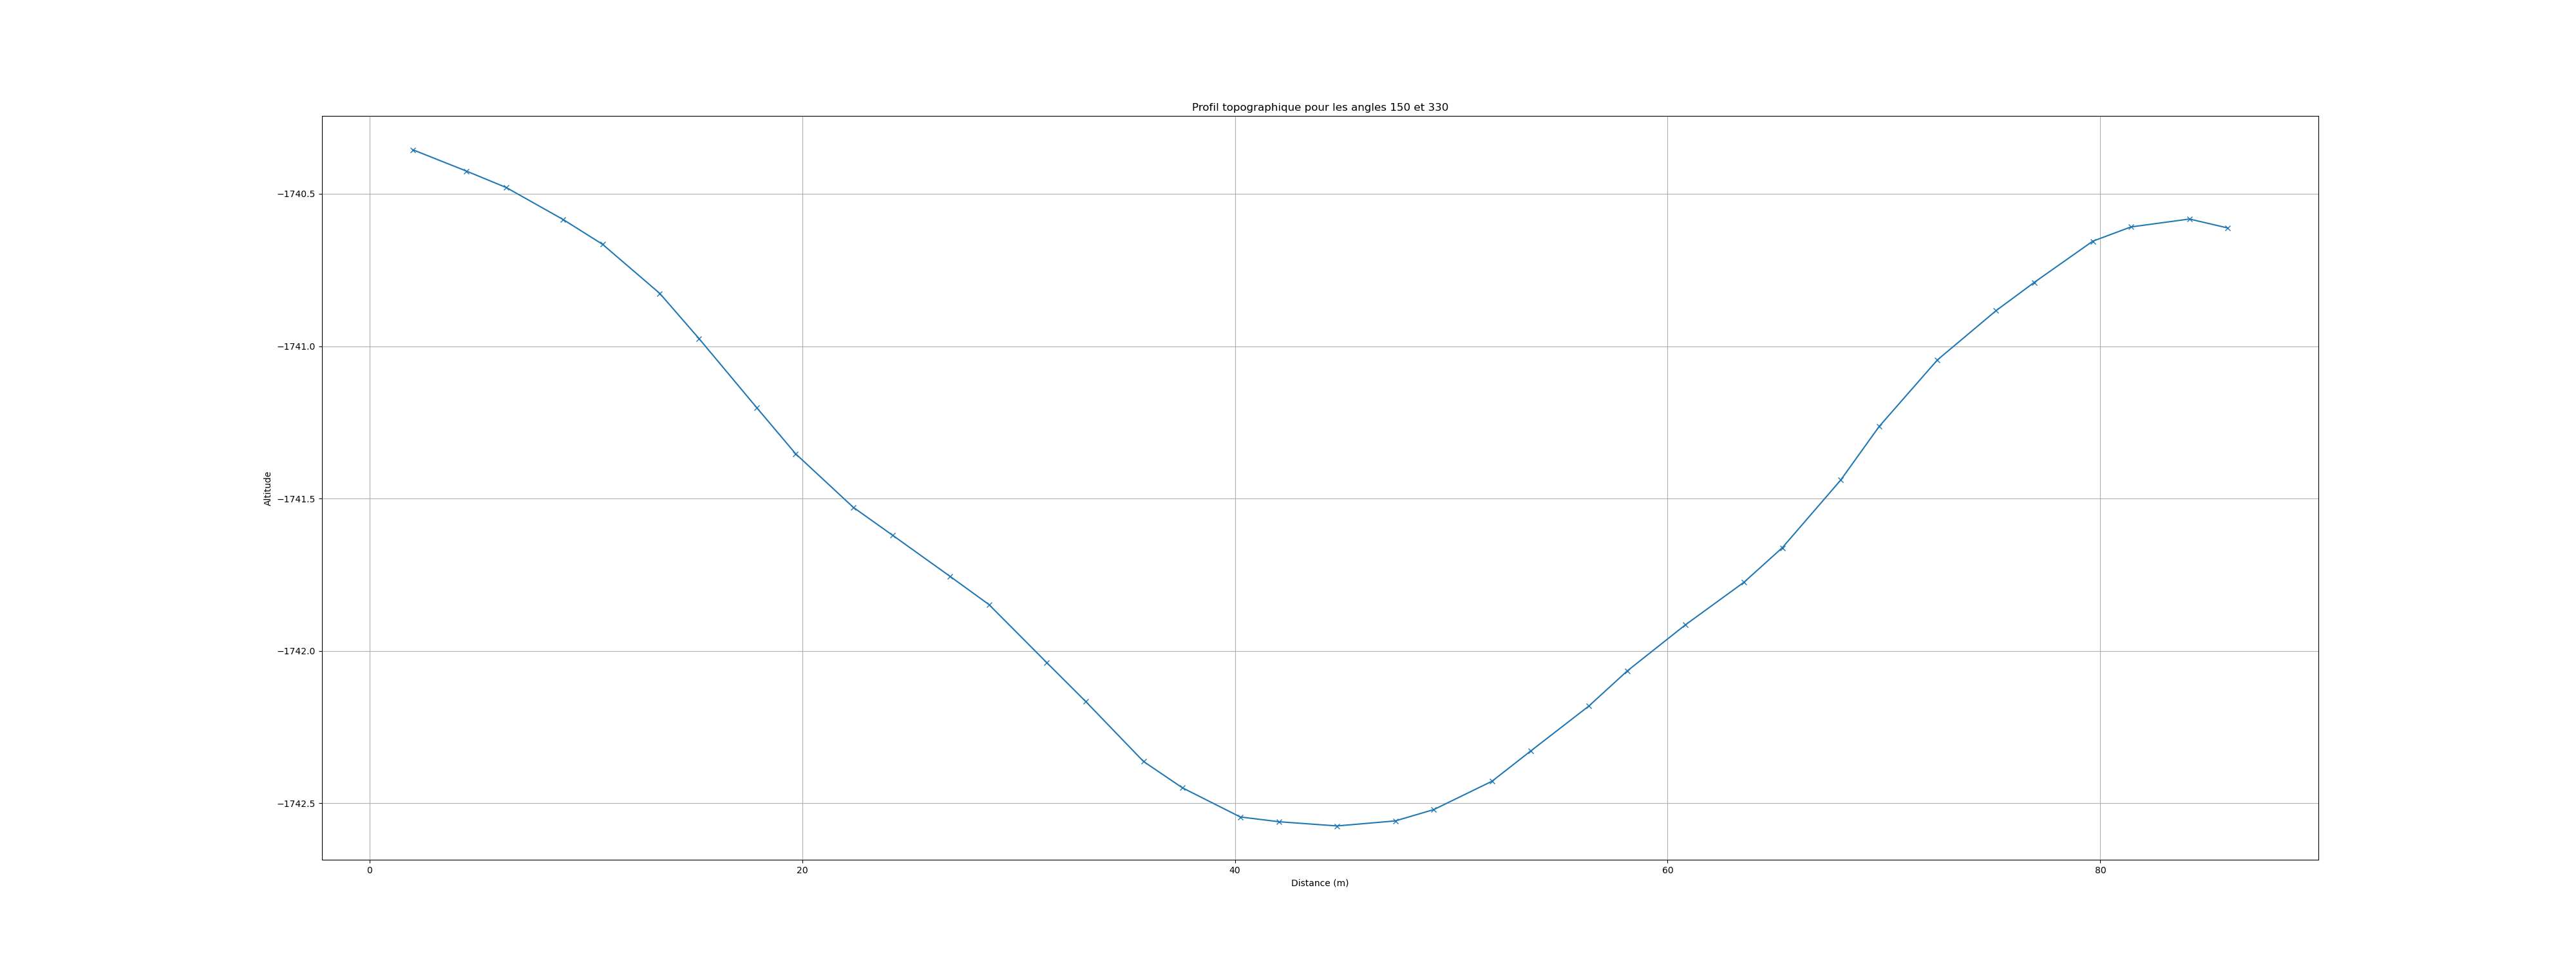 Profil topographique pour les angles 150 et 330
−1740.5
−1741.0
−1741.5
−1742.0
−1742.5
Altitude
0 20 40 60 80
Distance (m)